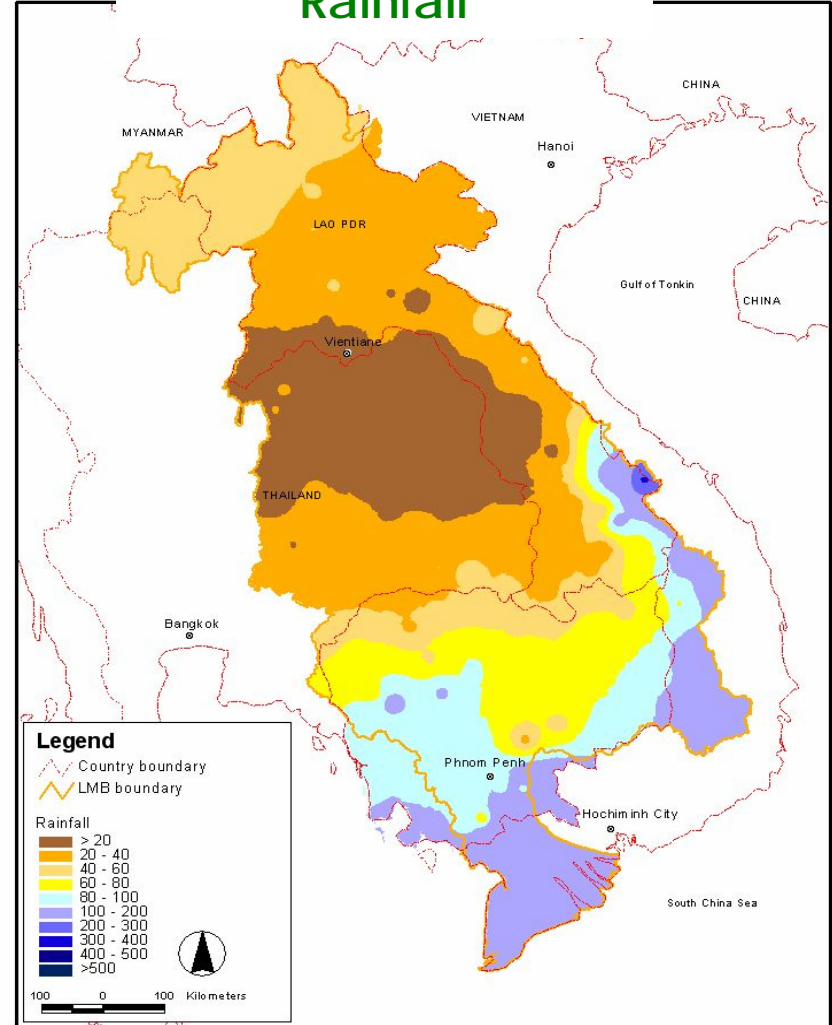 Rainfall
CHINA
VIETNAM
MYANMAR
Hanoi
LAO PDR
Gulf of Tonkin
CHINA
Vientiane
THAILAND
Bangkok
Legend
Country boundary
LMB boundary
Phnom Penh
Hochiminh City
Rainfall
> 20
20 - 40
40 - 60
60 - 80
80 - 100
100 - 200
200 - 300
300 - 400
400 - 500
>500
South China Sea
100 0 100 Kilometers